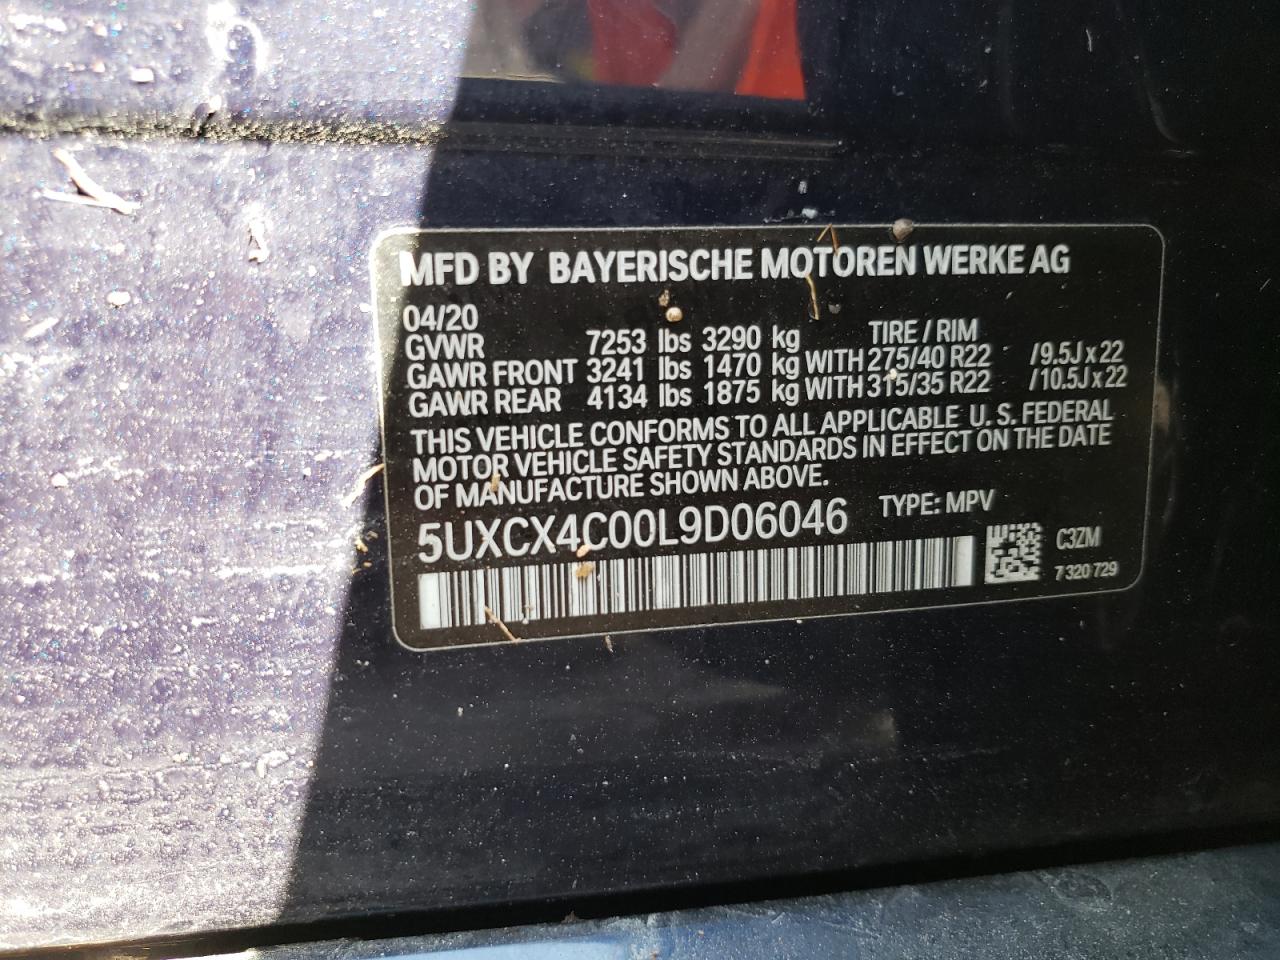 MFD BY BAYERISCHE MOTOREN WERKE AG
04/20
GVWR 7253 lbs 3290 kg TIRE / RIM
GAWR FRONT 3241 lbs 1470 kg WITH 275/40 R22 /9.5J x 22
GAWR REAR 4134 lbs 1875 kg WITH 315/35 R22 /10.5J x 22
THIS VEHICLE CONFORMS TO ALL APPLICABLE U.S. FEDERAL
MOTOR VEHICLE SAFETY STANDARDS IN EFFECT ON THE DATE
OF MANUFACTURE SHOWN ABOVE.
5UXCX4C00L9D06046 TYPE: MPV
C3ZM
7 320 729